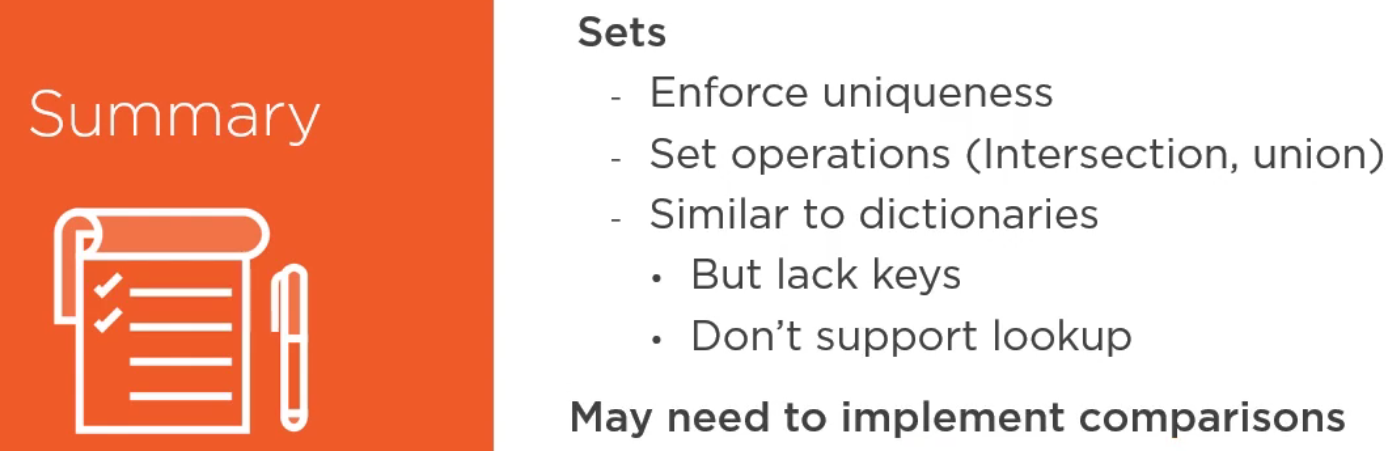 Summary
Sets
- Enforce uniqueness
- Set operations (Intersection, union)
- Similar to dictionaries
• But lack keys
• Don't support lookup
May need to implement comparisons